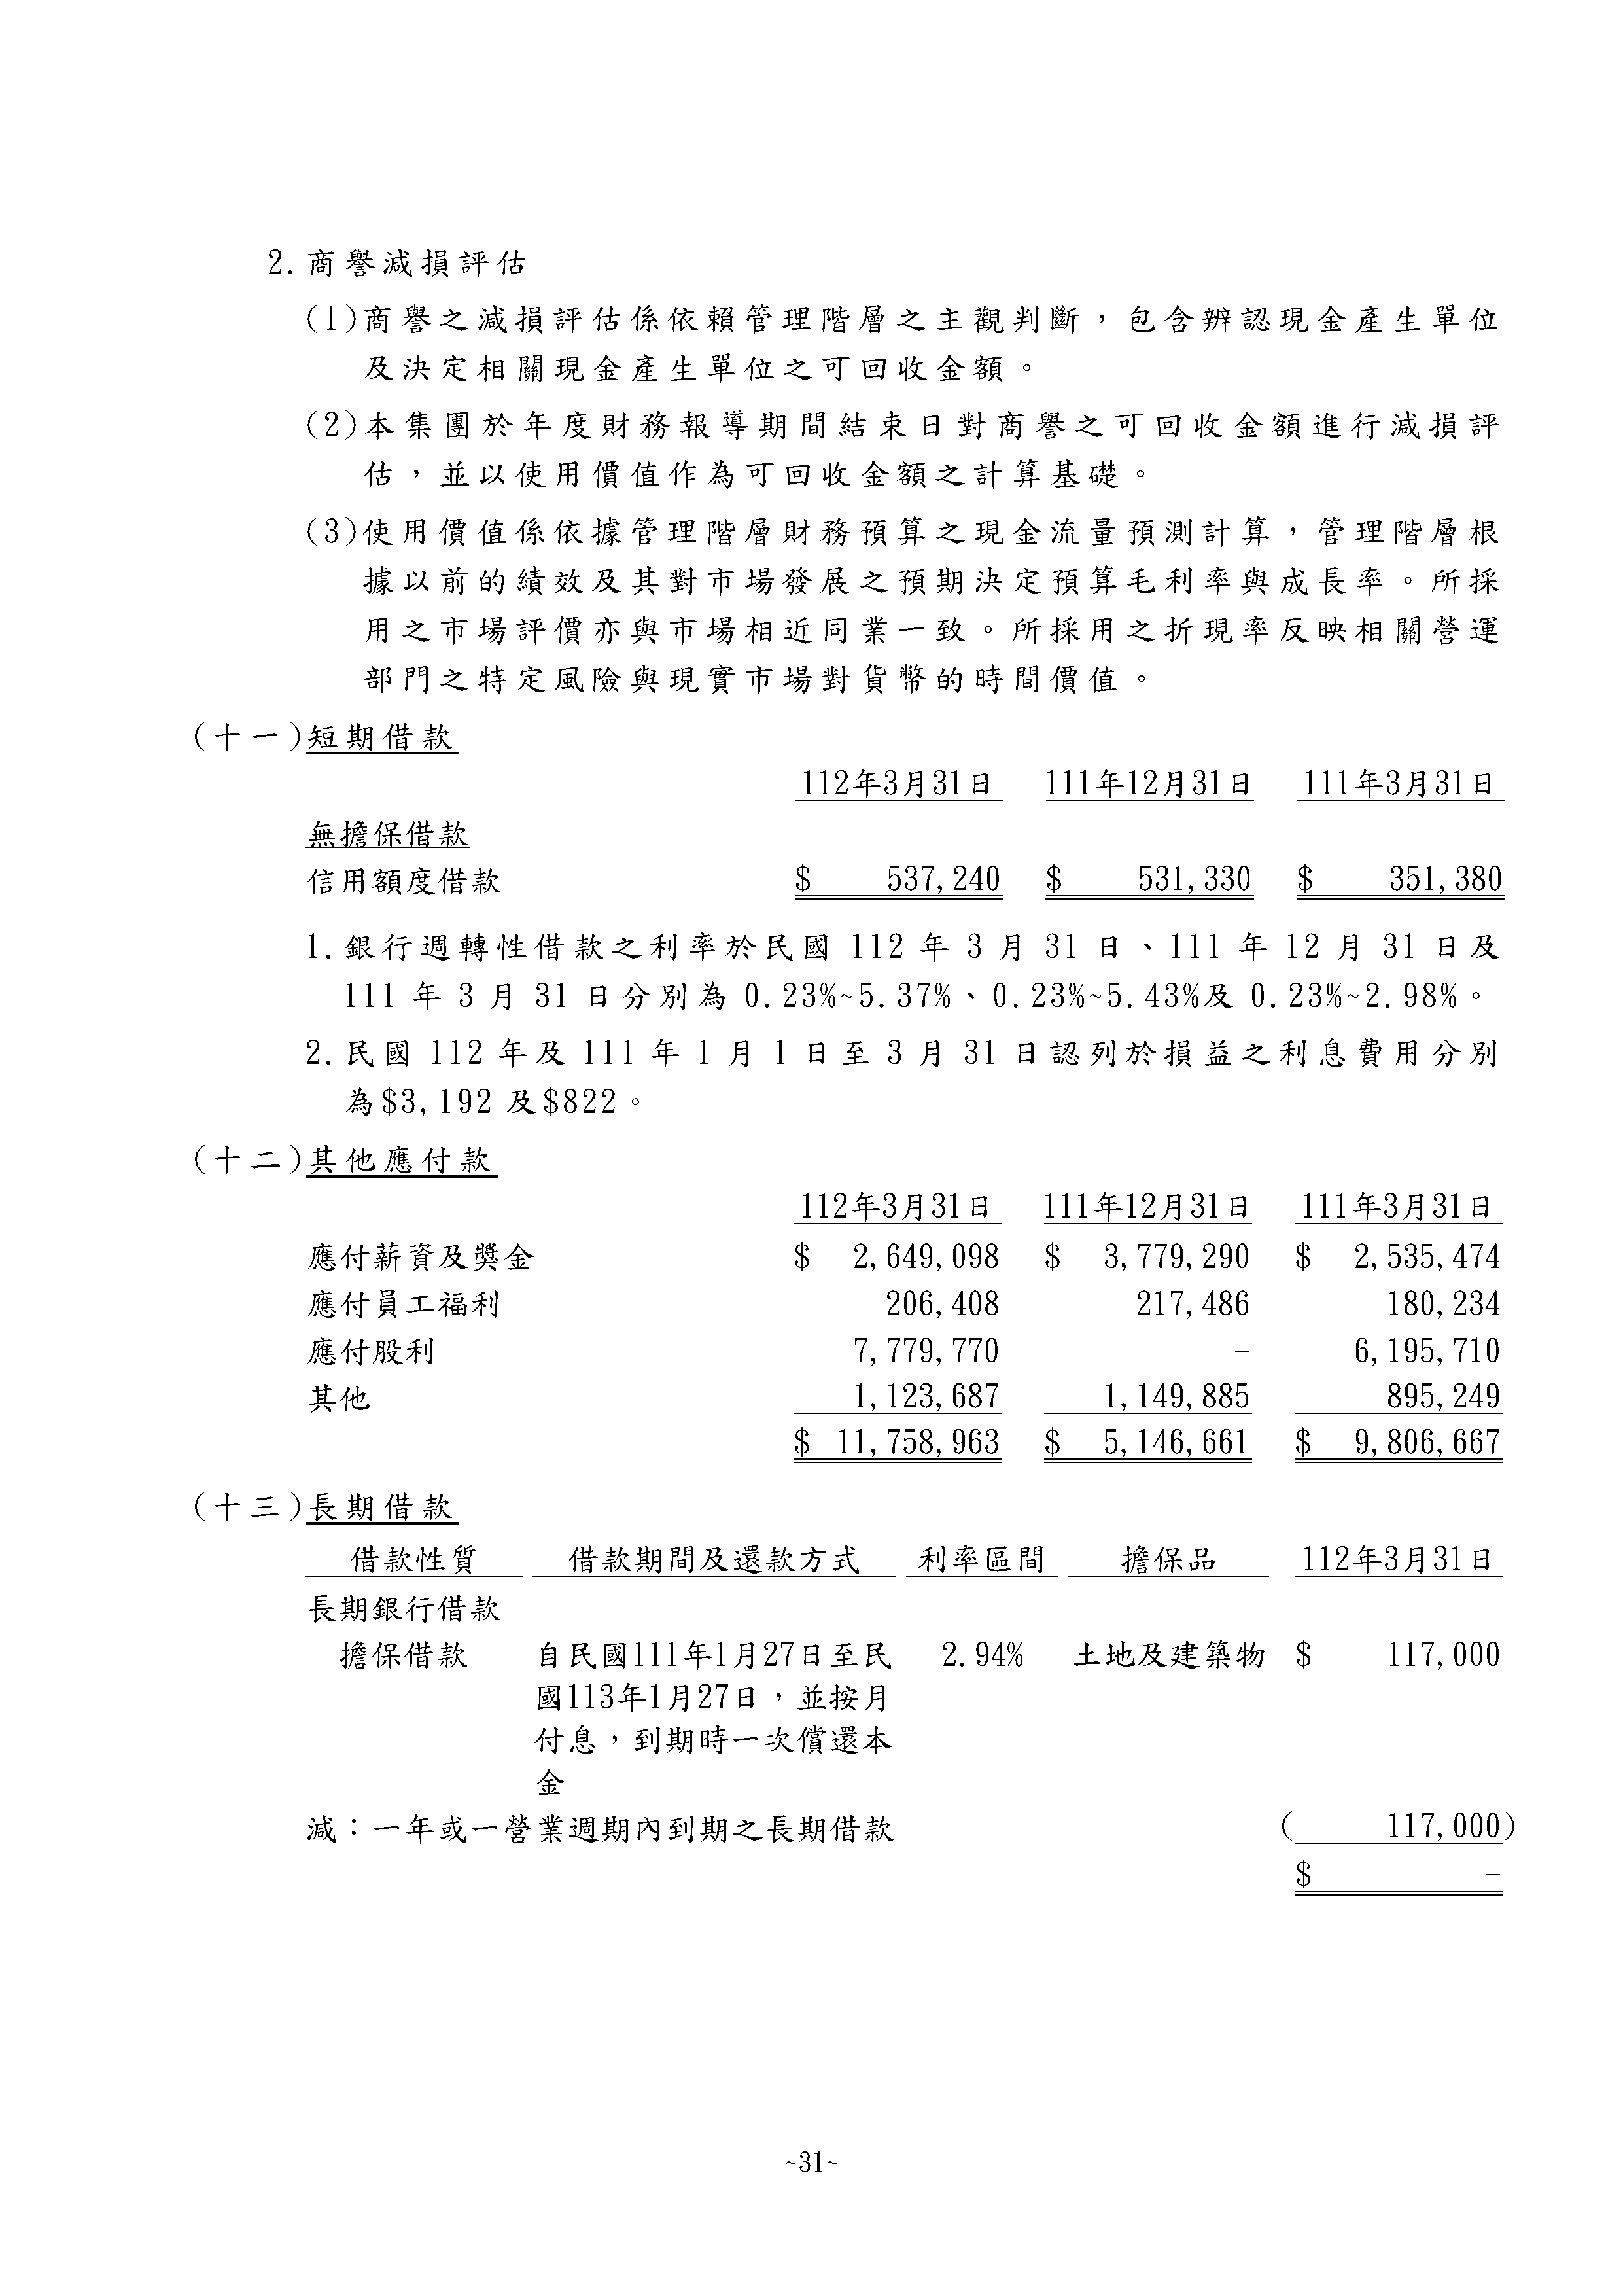 2.商譽減損評估
(1)商譽之減損評估係依賴管理階層之主觀判斷，包含辨認現金產生單位
及決定相關現金產生單位之可回收金額。
(2)本集團於年度財務報導期間結束日對商譽之可回收金額進行減損評
估，並以使用價值作為可回收金額之計算基礎。
(3)使用價值係依據管理階層財務預算之現金流量預測計算，管理階層根
據以前的績效及其對市場發展之預期決定預算毛利率與成長率。所採
用之市場評價亦與市場相近同業一致。所採用之折現率反映相關營運
部門之特定風險與現實市場對貨幣的時間價值。
(十一)短期借款
112年3月31日 111年12月31日 111年3月31日
無擔保借款
信用額度借款 $ 537,240 $ 531,330 $ 351,380
1.銀行週轉性借款之利率於民國 112 年 3 月 31 日、111 年 12 月 31 日及
111 年 3 月 31 日分別為 0.23%~5.37%、0.23%~5.43%及 0.23%~2.98%。
2.民國 112 年及 111 年 1 月 1 日至 3 月 31 日認列於損益之利息費用分別
為$3,192 及$822。
(十二)其他應付款
112年3月31日 111年12月31日 111年3月31日
應付薪資及獎金 $ 2,649,098 $ 3,779,290 $ 2,535,474
應付員工福利 206,408 217,486 180,234
應付股利 7,779,770 - 6,195,710
其他 1,123,687 1,149,885 895,249
$ 11,758,963 $ 5,146,661 $ 9,806,667
(十三)長期借款
借款性質 借款期間及還款方式 利率區間 擔保品 112年3月31日
長期銀行借款
擔保借款 自民國111年1月27日至民 2.94% 土地及建築物 $ 117,000
國113年1月27日，並按月
付息，到期時一次償還本
金
減：一年或一營業週期內到期之長期借款 ( 117,000)
$ -
~31~